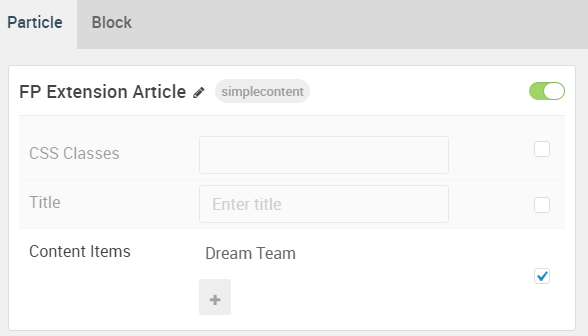 Particle Block
FP Extension Article simplecontent
CSS Classes
Title Enter title
Content Items Dream Team
+